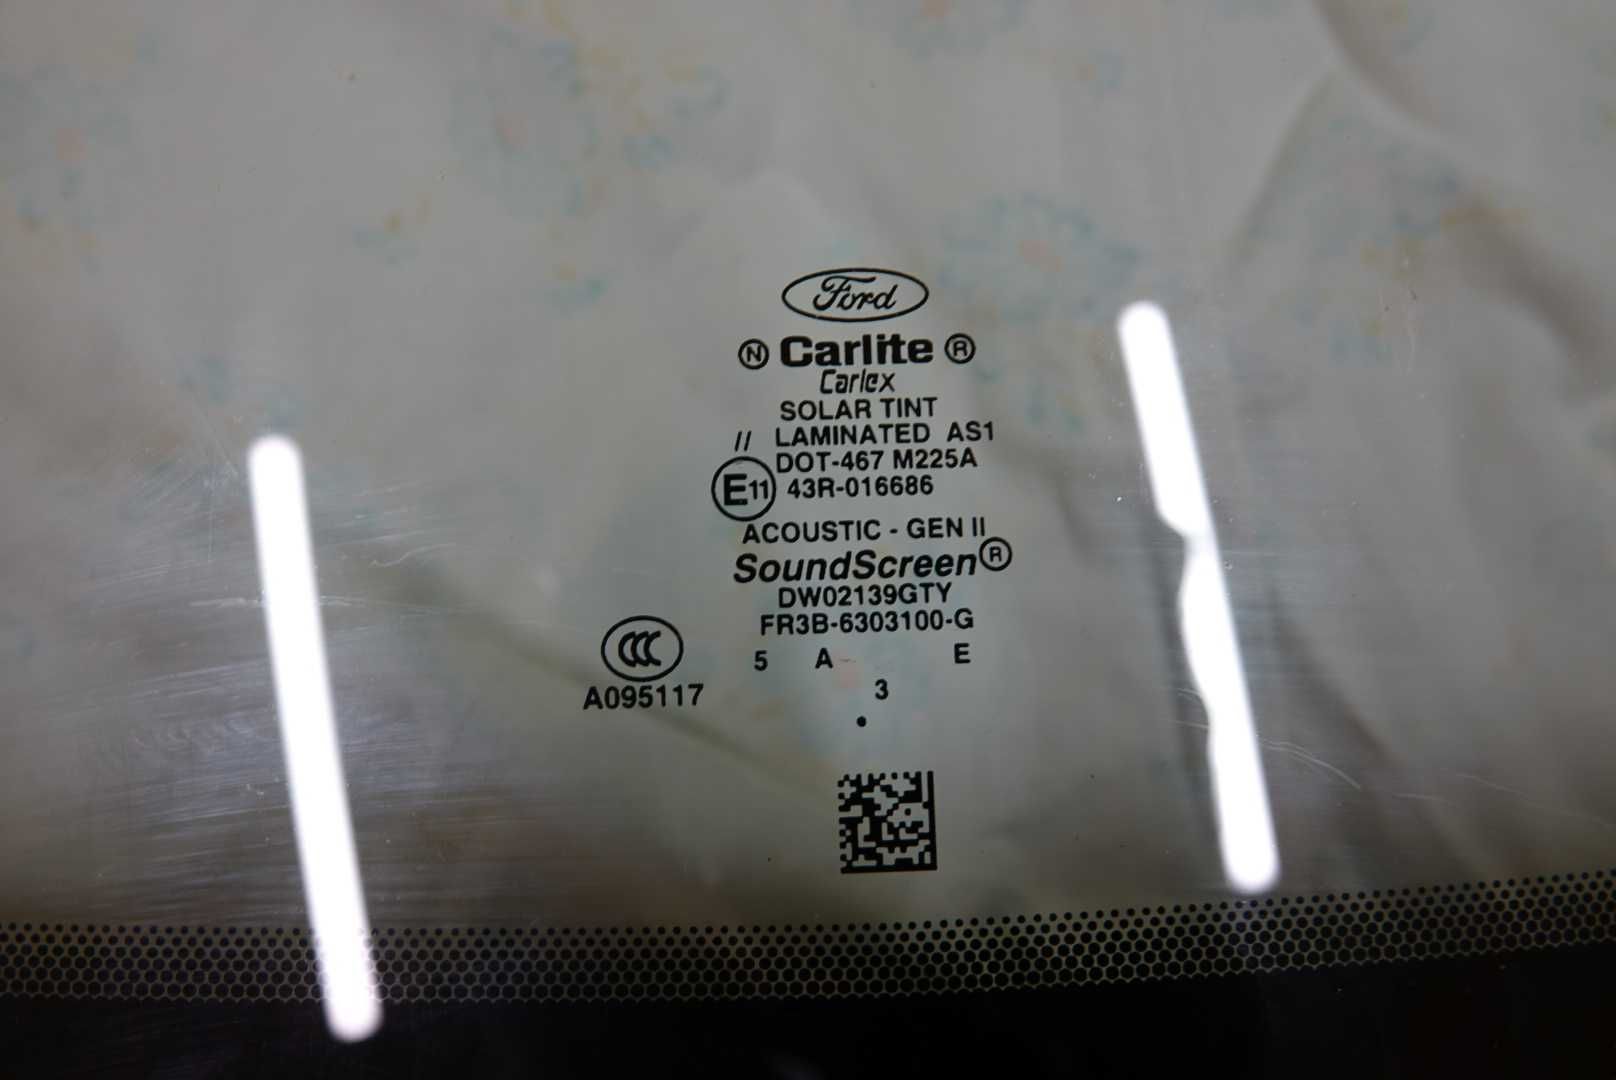 Ford
N Carlite ®
Carlex
SOLAR TINT
// LAMINATED AS1
DOT-467 M225A
E11 43R-016686
ACOUSTIC - GEN II
SoundScreen®
DW02139GTY
FR3B-6303100-G
CCC
A095117
5 A E
3